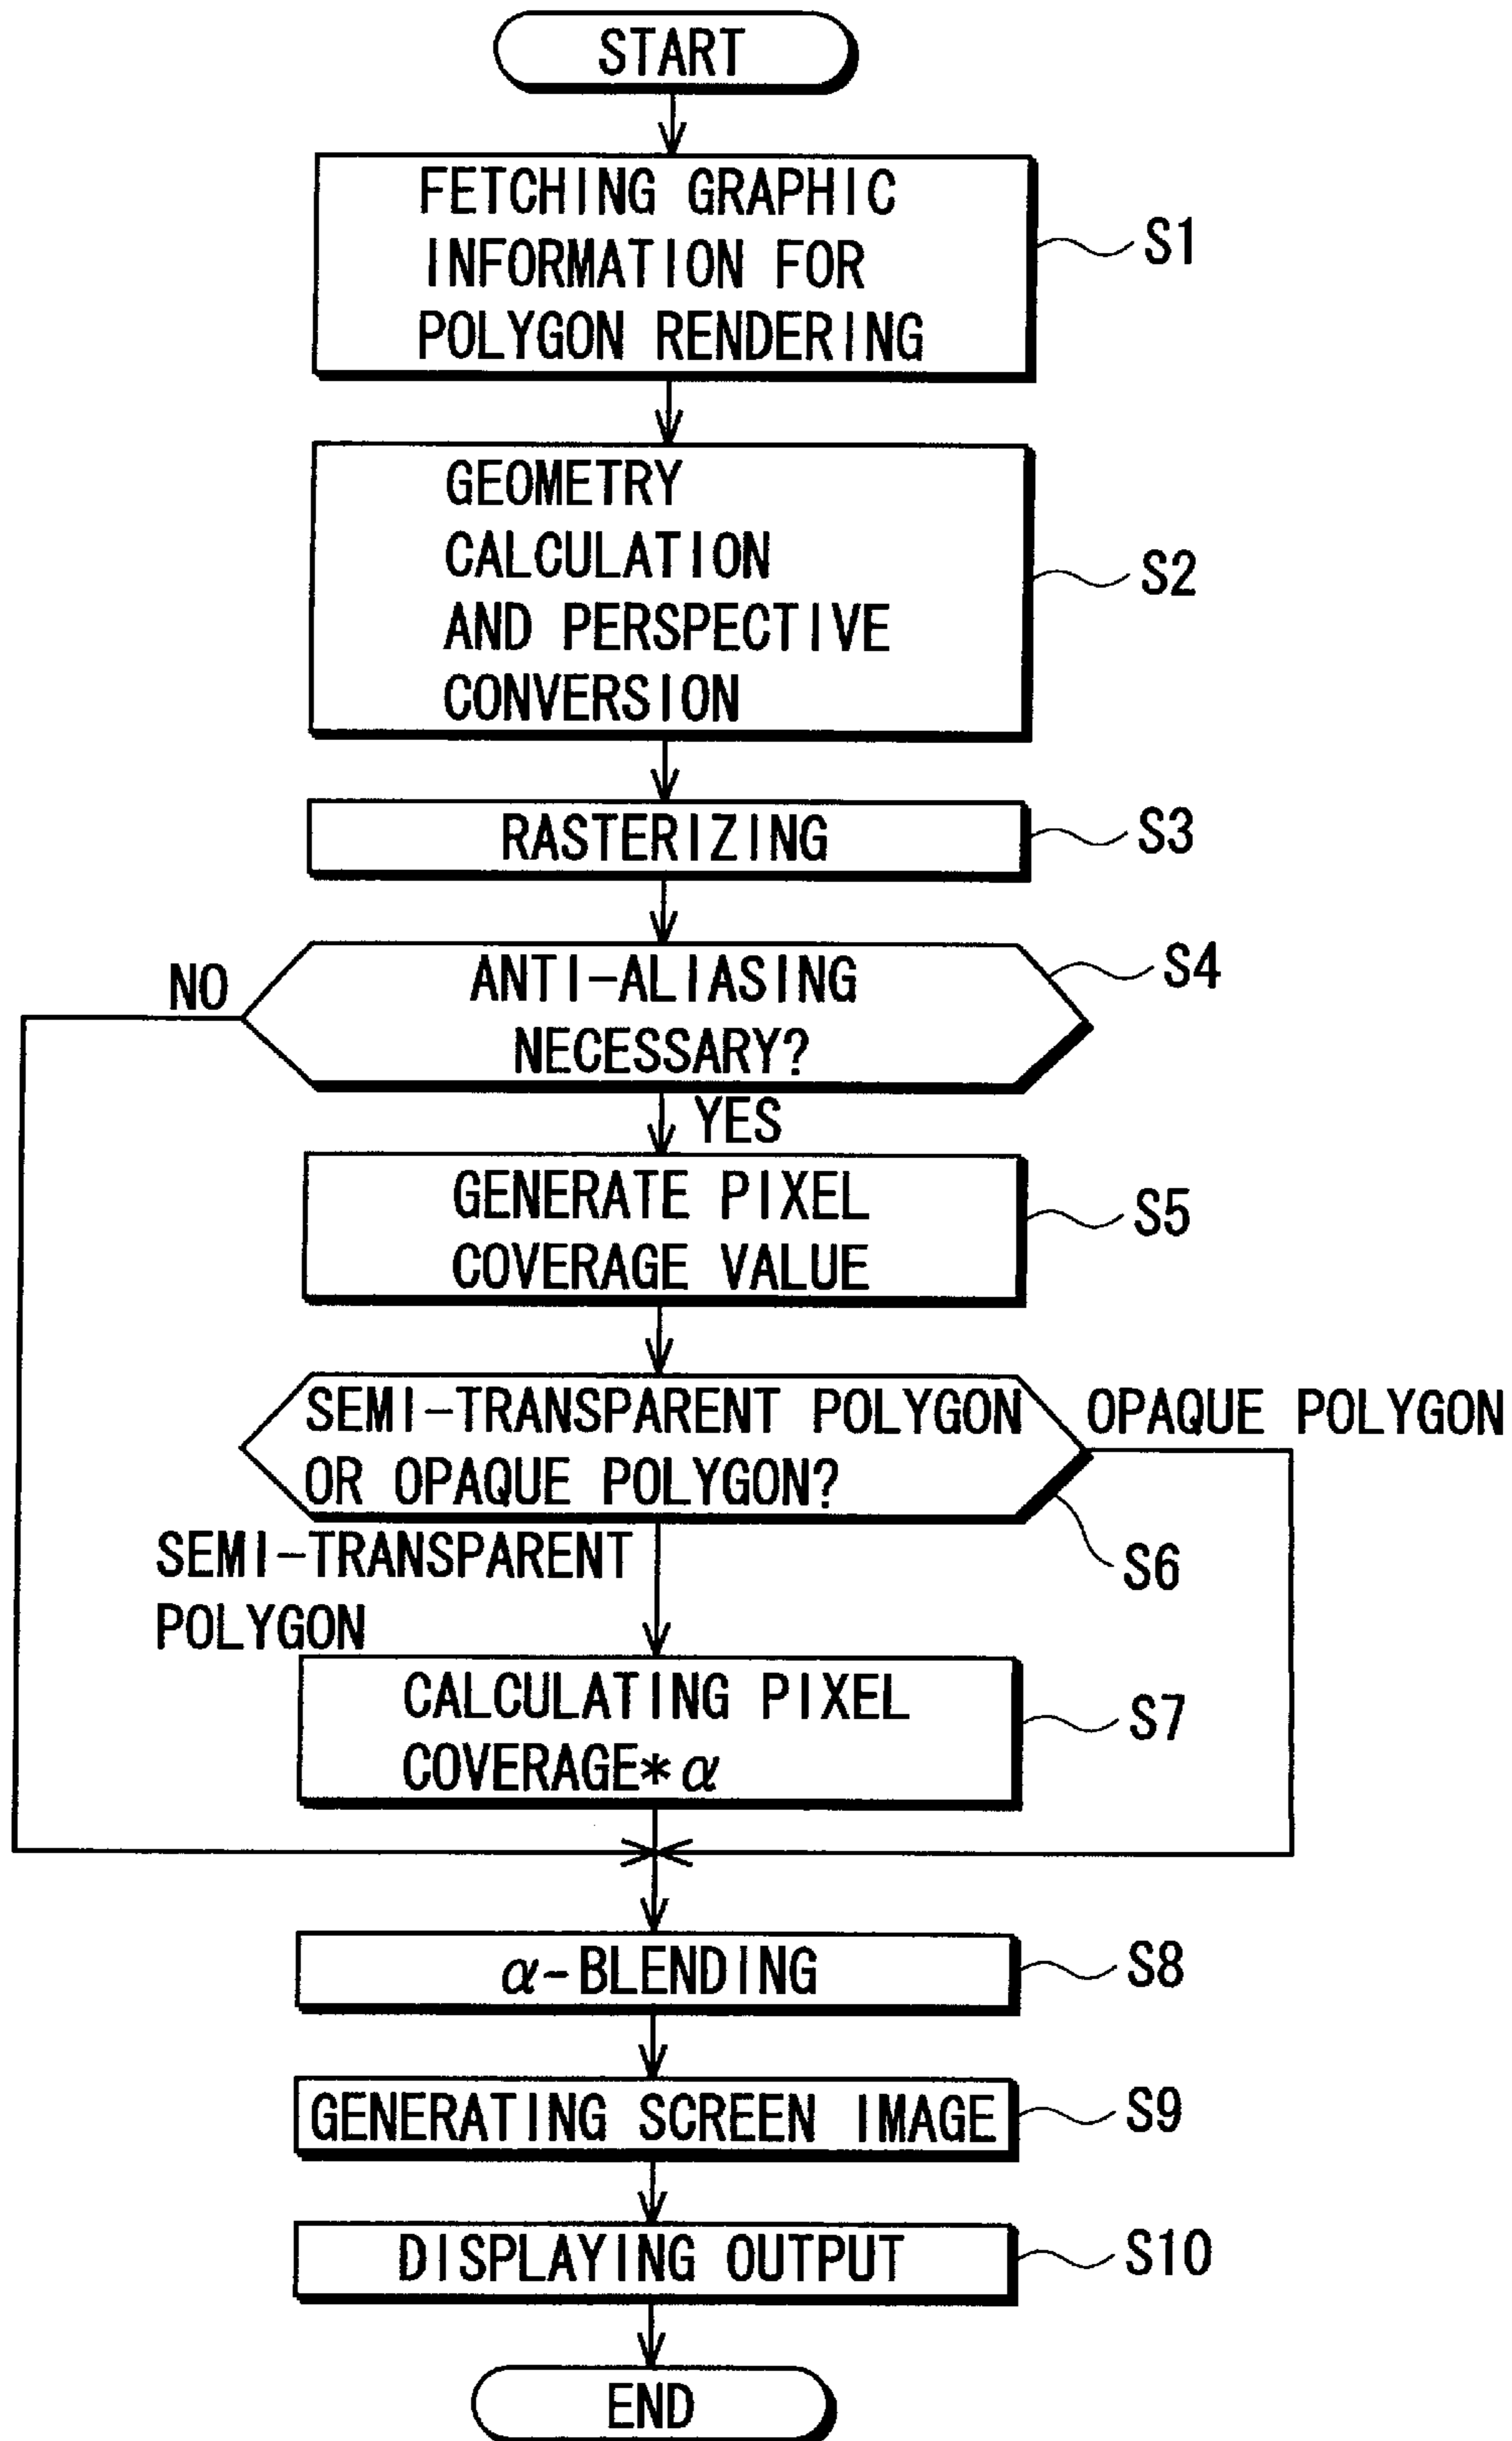 START
FETCHING GRAPHIC
INFORMATION FOR
POLYGON RENDERING
S1
GEOMETRY
CALCULATION
AND PERSPECTIVE
CONVERSION
S2
RASTERIZING
S3
ANTI-ALIASING
NECESSARY?
S4
NO
YES
GENERATE PIXEL
COVERAGE VALUE
S5
SEMI-TRANSPARENT POLYGON
OR OPAQUE POLYGON?
OPAQUE POLYGON
S6
SEMI-TRANSPARENT
POLYGON
CALCULATING PIXEL
COVERAGE*α
S7
α-BLENDING
S8
GENERATING SCREEN IMAGE
S9
DISPLAYING OUTPUT
S10
END